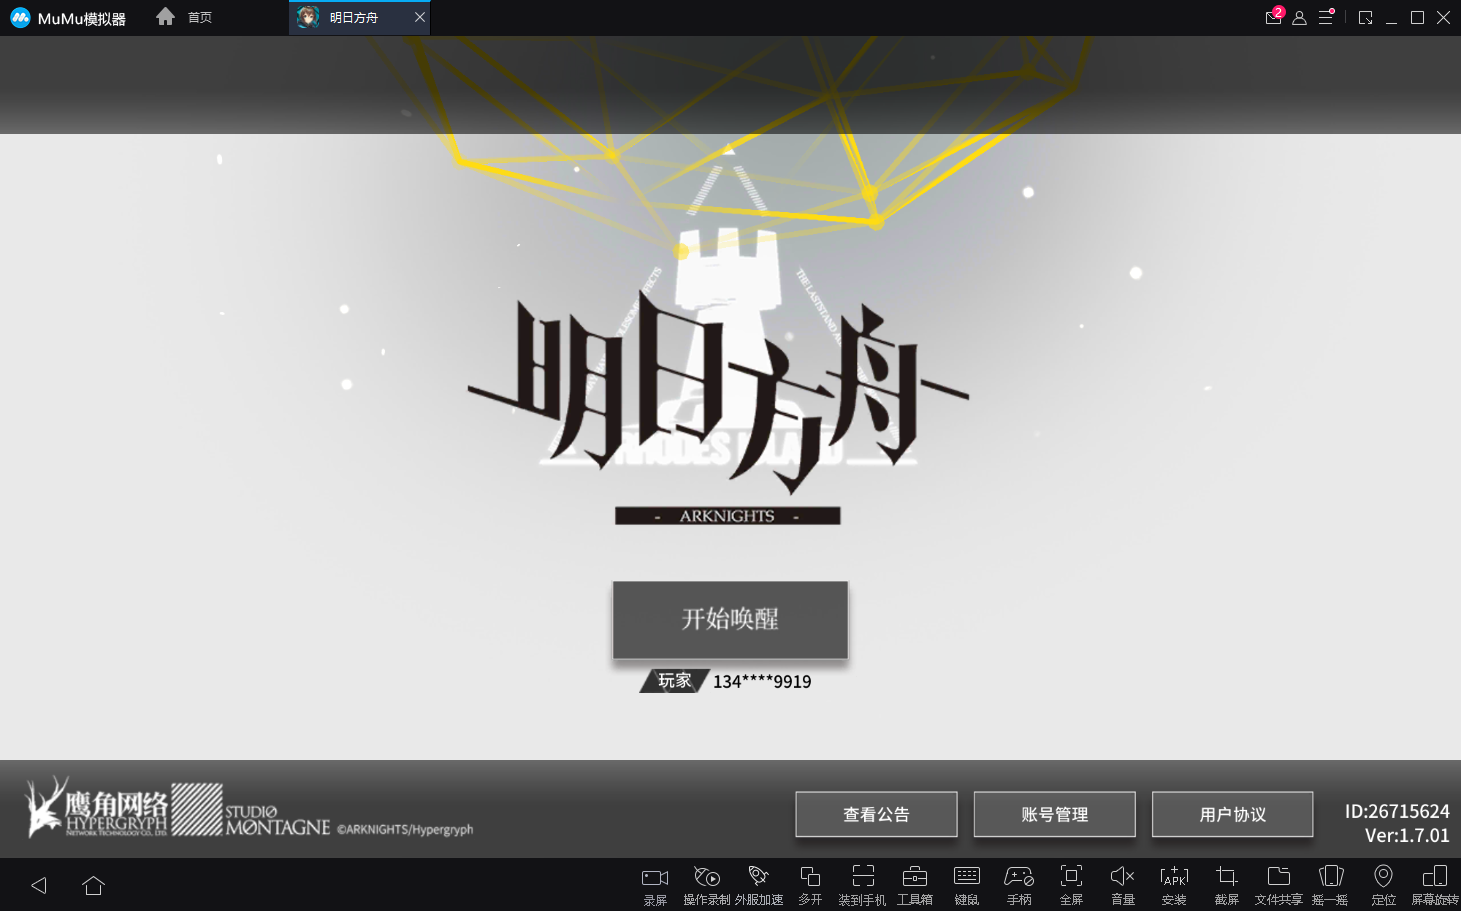 MuMu模拟器
首页
明日方舟
2
THE LASTSTAND
RHODES ISLAND
明日方舟
- ARKNIGHTS -
开始唤醒
玩家 134****9919
鹰角网络
HYPERGRYPH
NETWORK TECHNOLOGY CO., LTD.
STUDIO
MONTAGNE
©ARKNIGHTS/Hypergryph
查看公告
账号管理
用户协议
ID:26715624
Ver:1.7.01
APK
录屏
操作录制
外服加速
多开
装到手机
工具箱
键鼠
手柄
全屏
音量
安装
截屏
文件共享
摇一摇
定位
屏幕旋转